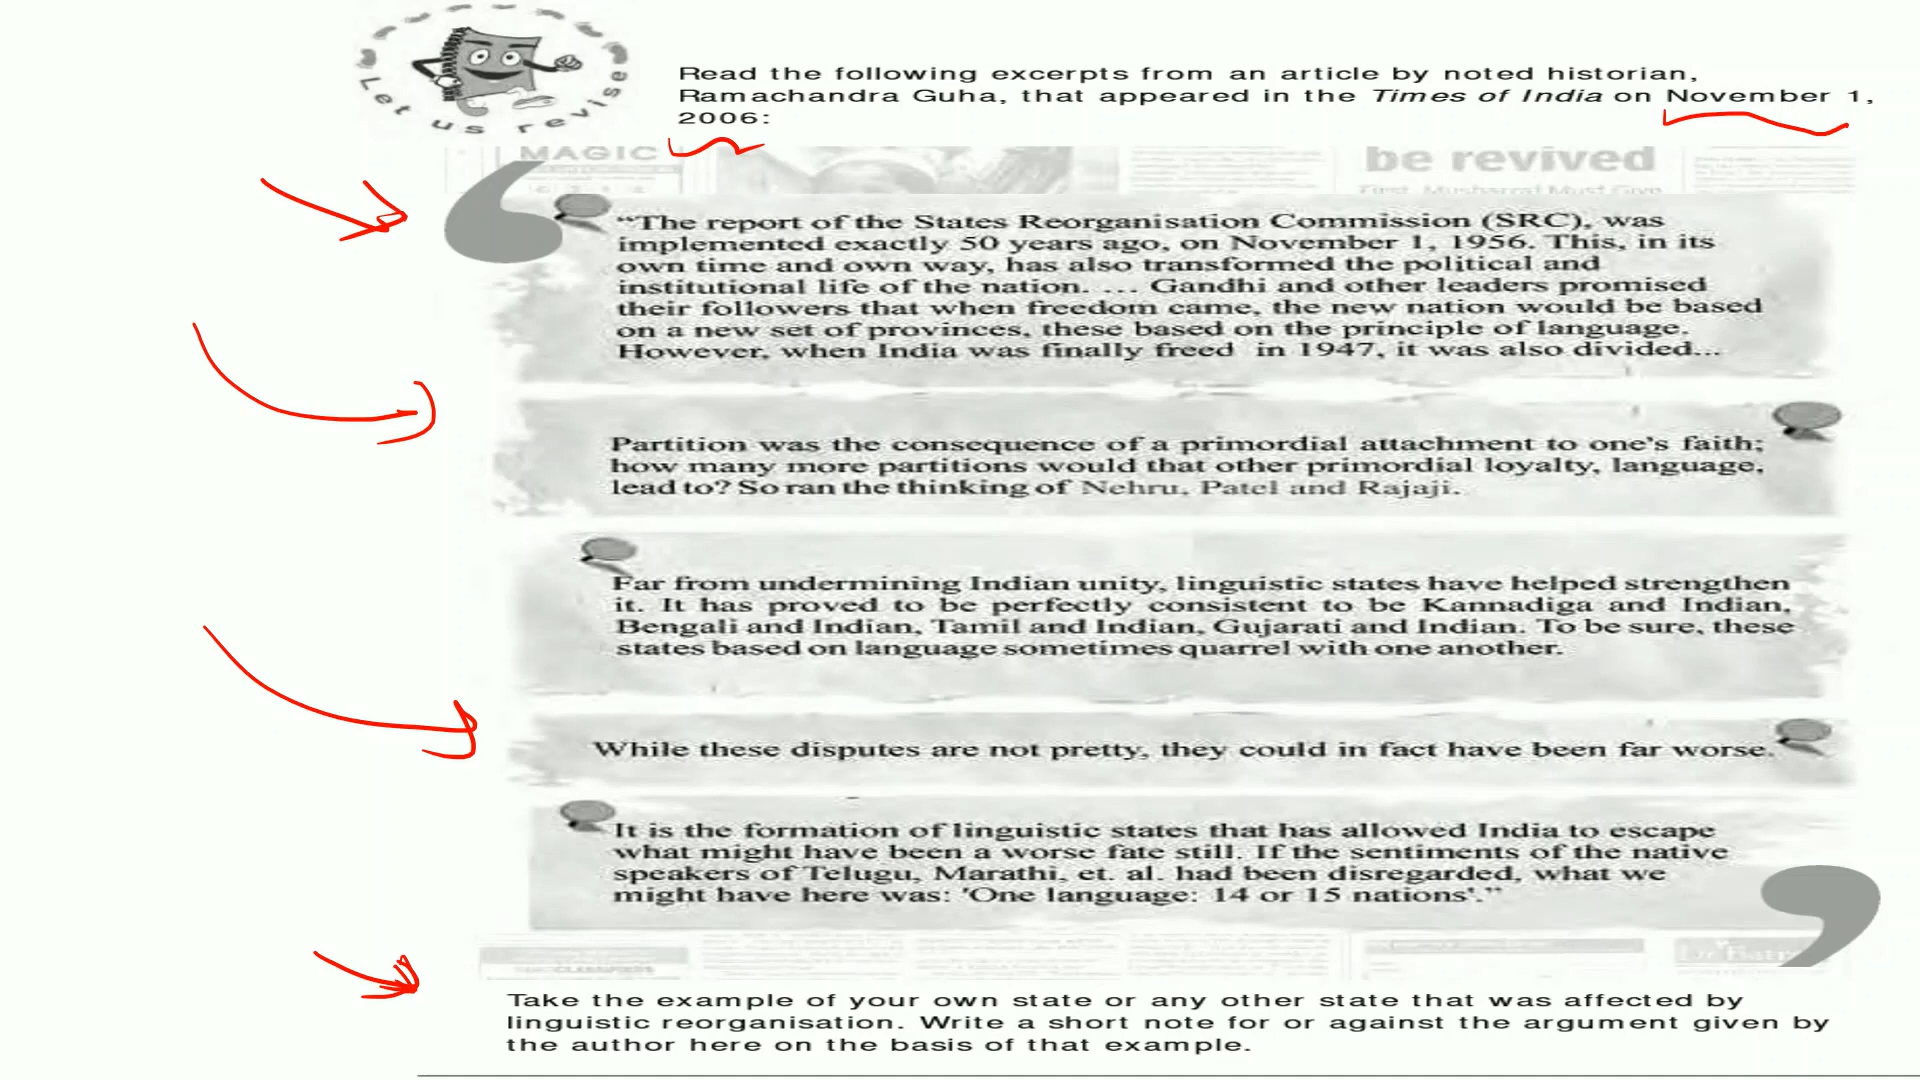 Let us revise
Read the following excerpts from an article by noted historian,
Ramachandra Guha, that appeared in the Times of India on November 1,
2006:
MAGIC
be revived
First, Musharraf Must Give
“The report of the States Reorganisation Commission (SRC), was
implemented exactly 50 years ago, on November 1, 1956. This, in its
own time and own way, has also transformed the political and
institutional life of the nation. ... Gandhi and other leaders promised
their followers that when freedom came, the new nation would be based
on a new set of provinces, these based on the principle of language.
However, when India was finally freed in 1947, it was also divided...
Partition was the consequence of a primordial attachment to one's faith;
how many more partitions would that other primordial loyalty, language,
lead to? So ran the thinking of Nehru, Patel and Rajaji.
Far from undermining Indian unity, linguistic states have helped strengthen
it. It has proved to be perfectly consistent to be Kannadiga and Indian,
Bengali and Indian, Tamil and Indian, Gujarati and Indian. To be sure, these
states based on language sometimes quarrel with one another.
While these disputes are not pretty, they could in fact have been far worse.
It is the formation of linguistic states that has allowed India to escape
what might have been a worse fate still. If the sentiments of the native
speakers of Telugu, Marathi, et. al. had been disregarded, what we
might have here was: 'One language: 14 or 15 nations'.”
Take the example of your own state or any other state that was affected by
linguistic reorganisation. Write a short note for or against the argument given by
the author here on the basis of that example.